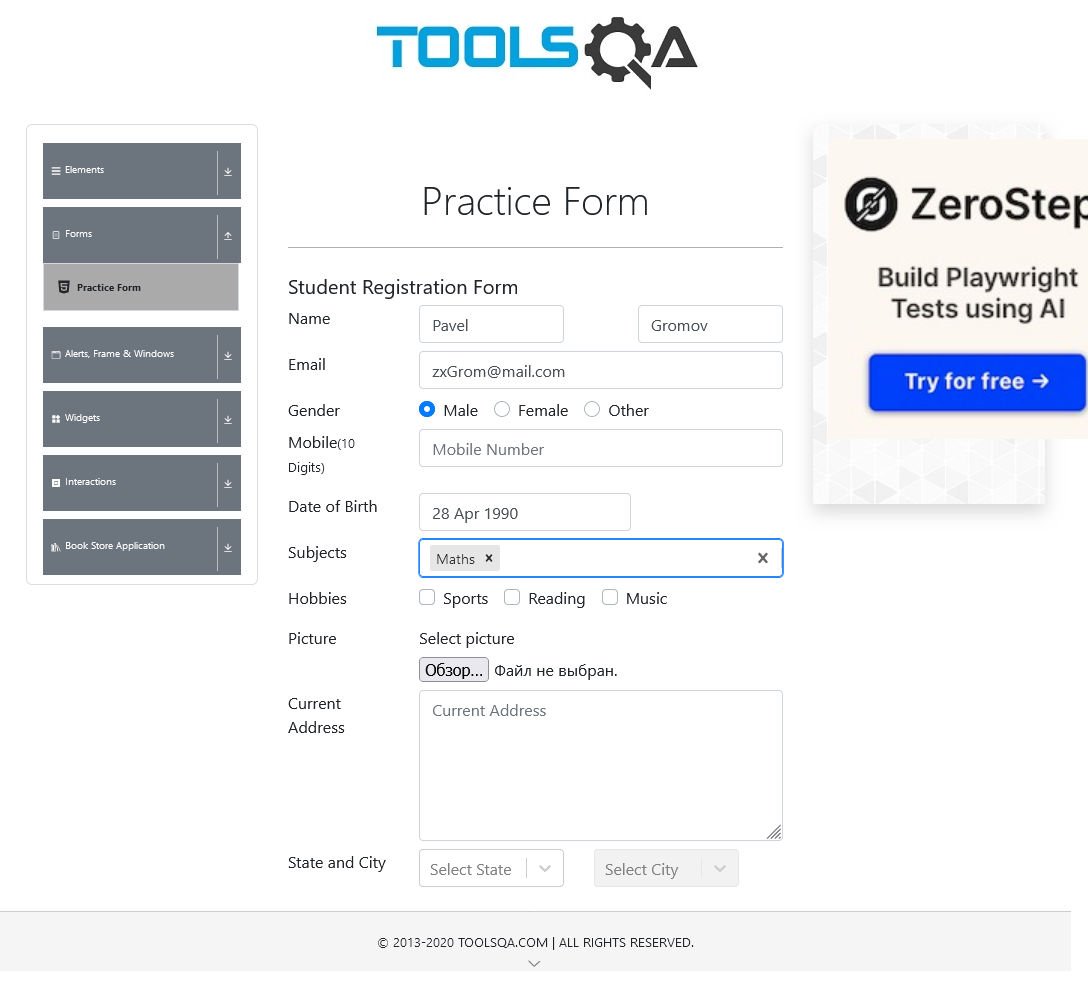 TOOLSQA
Elements
Forms
Practice Form
Alerts, Frame & Windows
Widgets
Interactions
Book Store Application
Practice Form
Student Registration Form
Name Pavel Gromov
Email zxGrom@mail.com
Gender Male Female Other
Mobile(10
Digits)
Mobile Number
Date of Birth 28 Apr 1990
Subjects Maths
Hobbies Sports Reading Music
Picture Select picture
Обзор... Файл не выбран.
Current
Address
Current Address
State and City Select State Select City
ZeroStep
Build Playwright
Tests using AI
Try for free →
© 2013-2020 TOOLSQA.COM | ALL RIGHTS RESERVED.